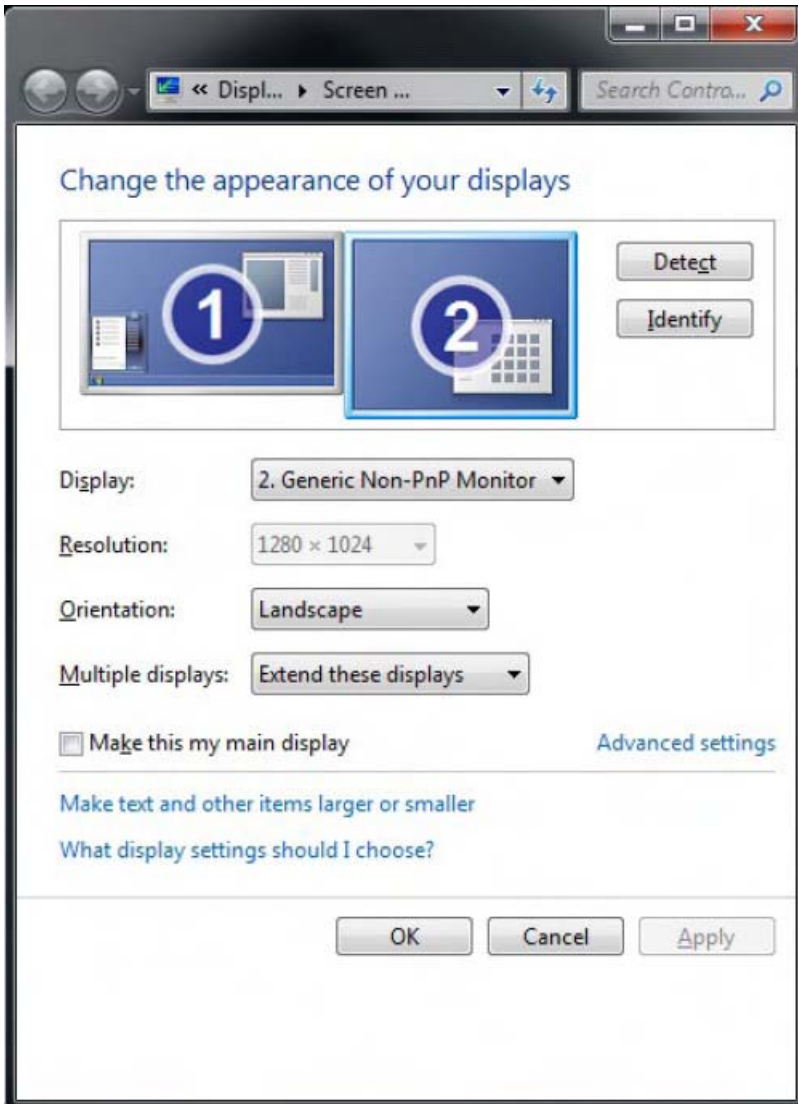 « Displ... ▸ Screen ...
Search Contro...
Change the appearance of your displays
1
2
Detect
Identify
Display: 2. Generic Non-PnP Monitor
Resolution: 1280 × 1024
Orientation: Landscape
Multiple displays: Extend these displays
Make this my main display Advanced settings
Make text and other items larger or smaller
What display settings should I choose?
OK Cancel Apply